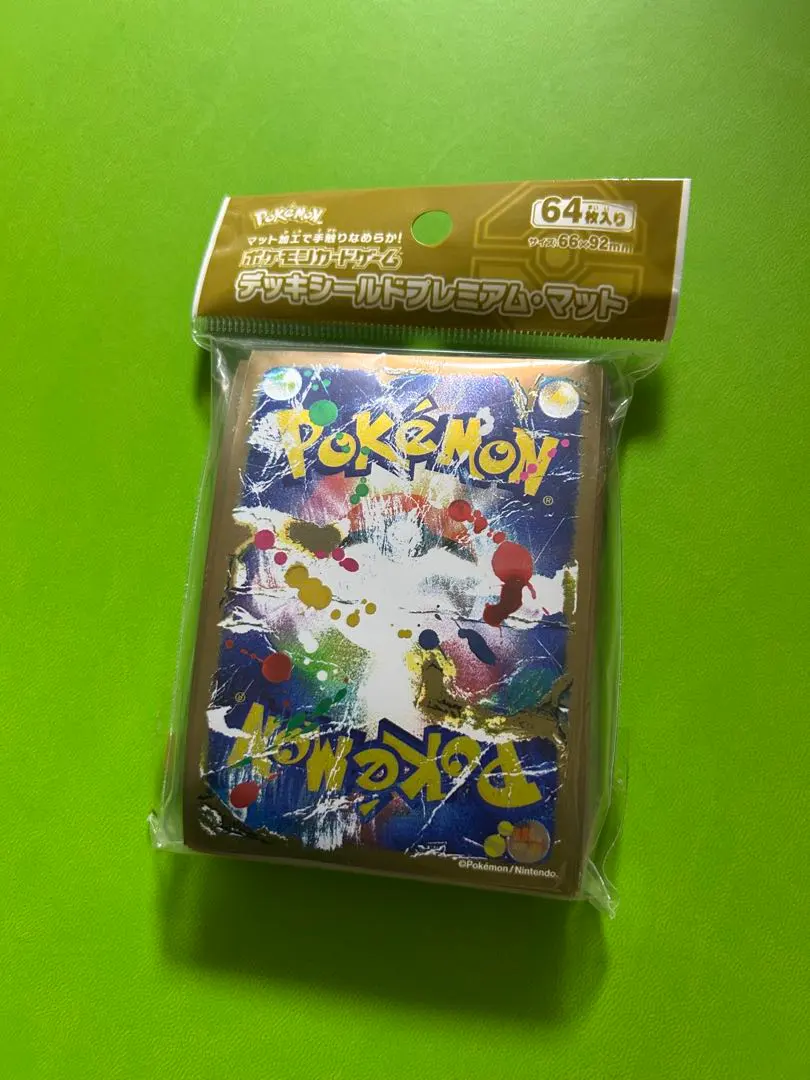 POKÉMON
64枚入り
マット加工で手触りなめらか!
サイズ:66×92mm
ポケモンカードゲーム
デッキシールドプレミアム・マット
POKÉMON
®
®
POKÉMON
©Pokémon/Nintendo.